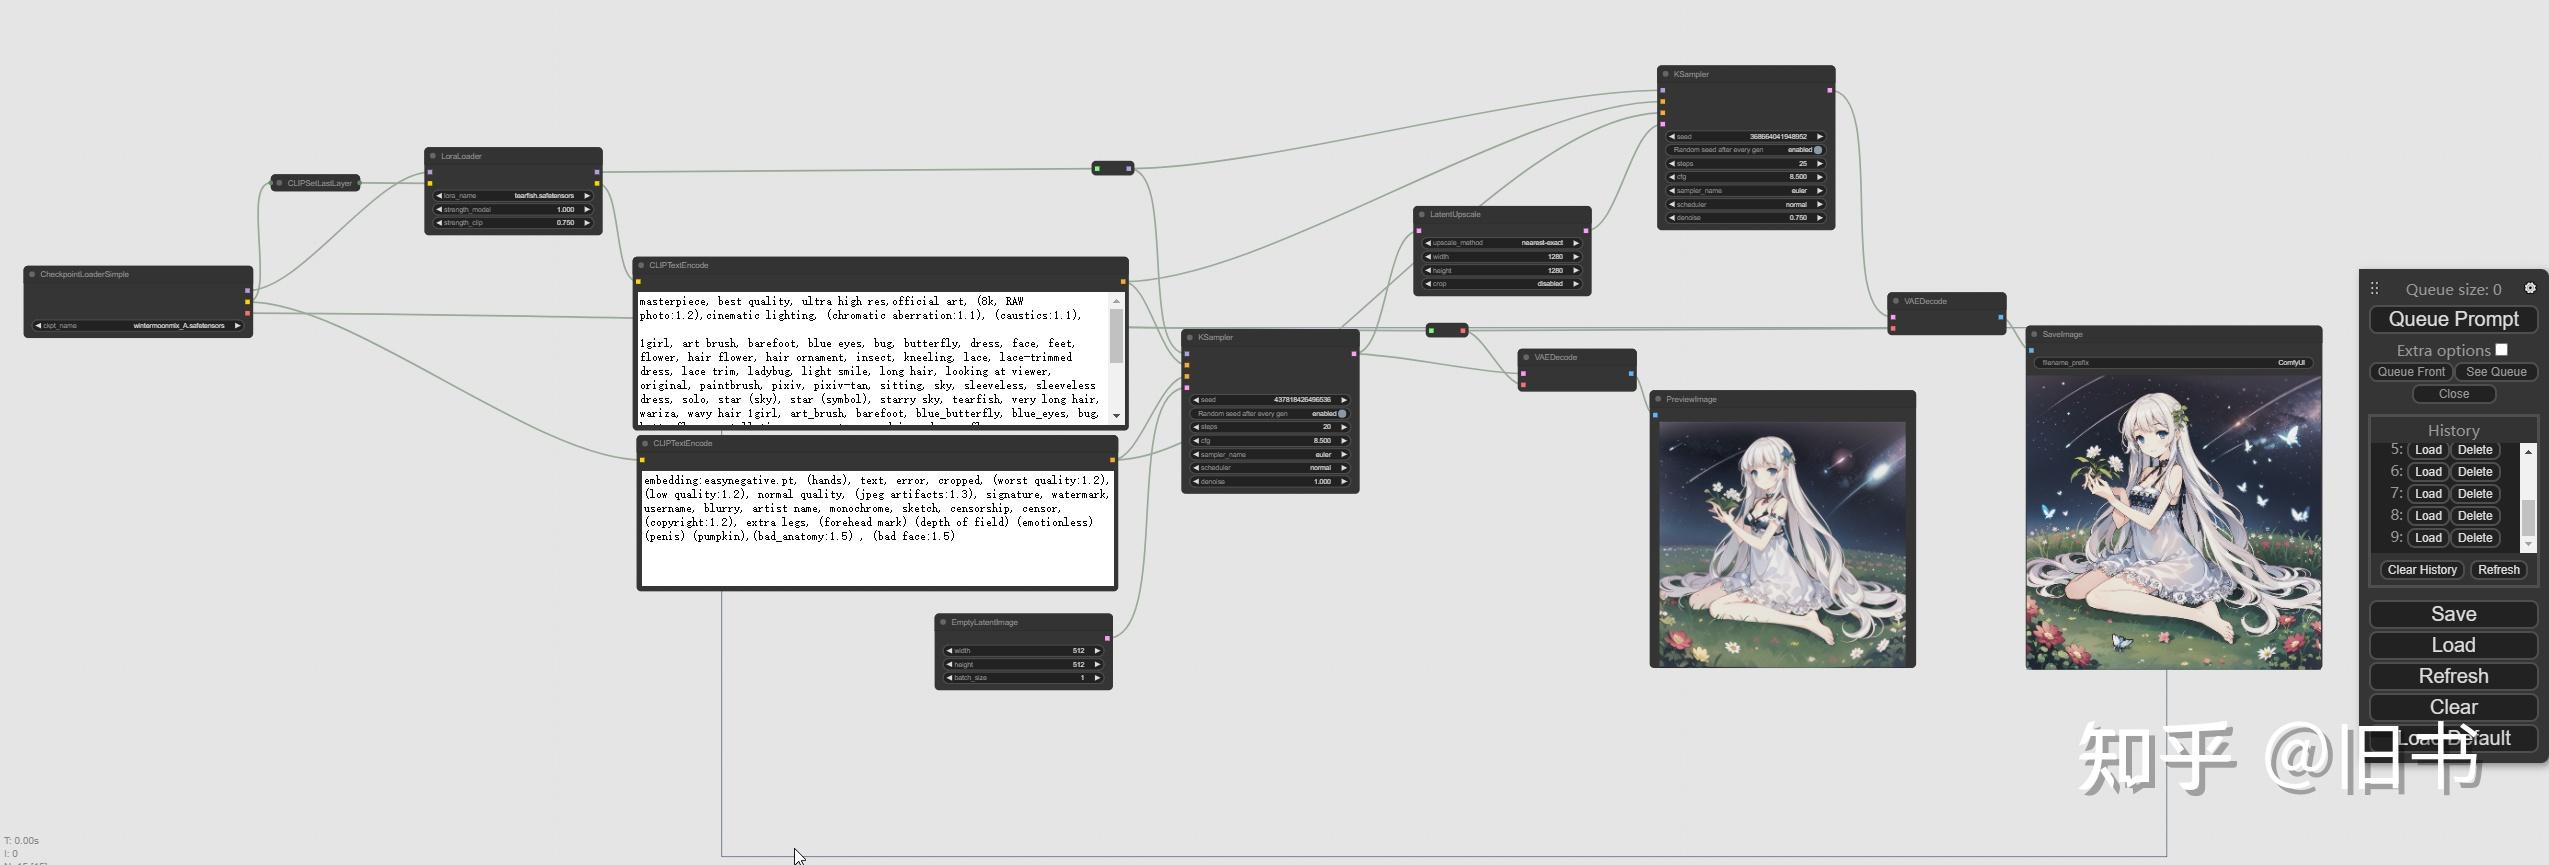 CheckpointLoaderSimple
ckpt_name wintermoonmix_A.safetensors
CLIPSetLastLayer
LoraLoader
lora_name tearfish.safetensors
strength_model 1.000
strength_clip 0.750
CLIPTextEncode
masterpiece, best quality, ultra high res,official art, (8k, RAW
photo:1.2),cinematic lighting, (chromatic aberration:1.1), (caustics:1.1),
1girl, art brush, barefoot, blue eyes, bug, butterfly, dress, face, feet,
flower, hair flower, hair ornament, insect, kneeling, lace, lace-trimmed
dress, lace trim, ladybug, light smile, long hair, looking at viewer,
original, paintbrush, pixiv, pixiv-tan, sitting, sky, sleeveless, sleeveless
dress, solo, star (sky), star (symbol), starry sky, tearfish, very long hair,
wariza, wavy hair 1girl, art_brush, barefoot, blue_butterfly, blue_eyes, bug,
CLIPTextEncode
embedding:easynegative.pt, (hands), text, error, cropped, (worst quality:1.2),
(low quality:1.2), normal quality, (jpeg artifacts:1.3), signature, watermark,
username, blurry, artist name, monochrome, sketch, censorship, censor,
(copyright:1.2), extra legs, (forehead mark) (depth of field) (emotionless)
(penis) (pumpkin),(bad_anatomy:1.5) , (bad face:1.5)
EmptyLatentImage
width 512
height 512
batch_size 1
KSampler
seed 437818426496536
Random seed after every gen enabled
steps 20
cfg 8.500
sampler_name euler
scheduler normal
denoise 1.000
LatentUpscale
upscale_method nearest-exact
width 1280
height 1280
crop disabled
KSampler
seed 368664041948952
Random seed after every gen enabled
steps 25
cfg 8.500
sampler_name euler
scheduler normal
denoise 0.750
VAEDecode
PreviewImage
VAEDecode
SaveImage
filename_prefix ComfyUI
Queue size: 0
Queue Prompt
Extra options
Queue Front See Queue
Close
History
5: Load Delete
6: Load Delete
7: Load Delete
8: Load Delete
9: Load Delete
Clear History Refresh
Save
Load
Refresh
Clear
Load Default
知乎 @旧书
T: 0.00s
I: 0